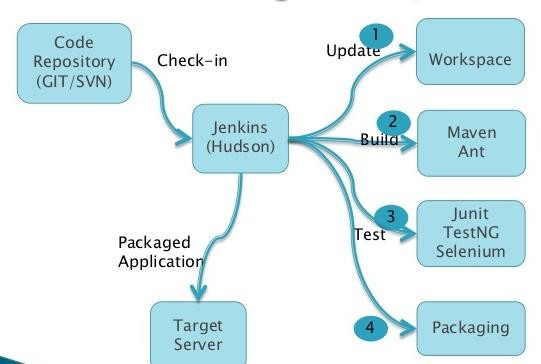 Code
Repository
(GIT/SVN)
Check-in
Jenkins
(Hudson)
Packaged
Application
Target
Server
1
Update
Workspace
2
Build
Maven
Ant
3
Test
Junit
TestNG
Selenium
4
Packaging